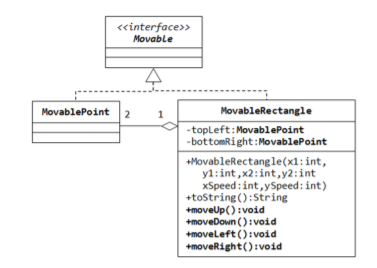 <<interface>>
Movable
MovablePoint
2
1
MovableRectangle
-topLeft:MovablePoint
-bottomRight:MovablePoint
+MovableRectangle(x1:int,
y1:int,x2:int,y2:int
xSpeed:int,ySpeed:int)
+toString():String
+moveUp():void
+moveDown():void
+moveLeft():void
+moveRight():void